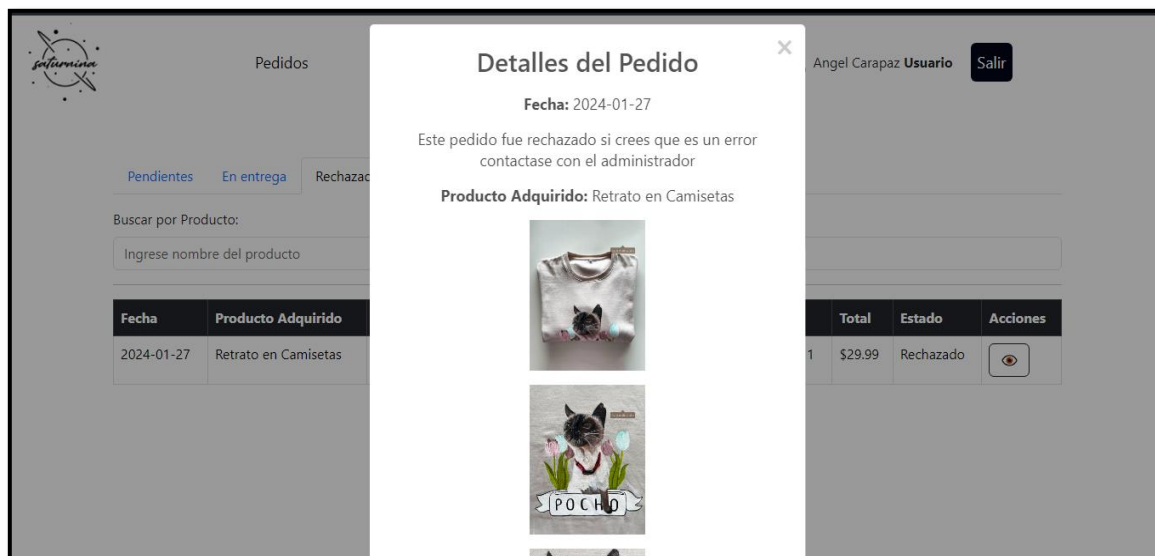 saturnina
Pedidos
Angel Carapaz Usuario
Salir
Pendientes
En entrega
Rechazad
Buscar por Producto:
Ingrese nombre del producto
Fecha
Producto Adquirido
Total
Estado
Acciones
2024-01-27
Retrato en Camisetas
1
$29.99
Rechazado
×
Detalles del Pedido
Fecha: 2024-01-27
Este pedido fue rechazado si crees que es un error
contactase con el administrador
Producto Adquirido: Retrato en Camisetas
POCHO